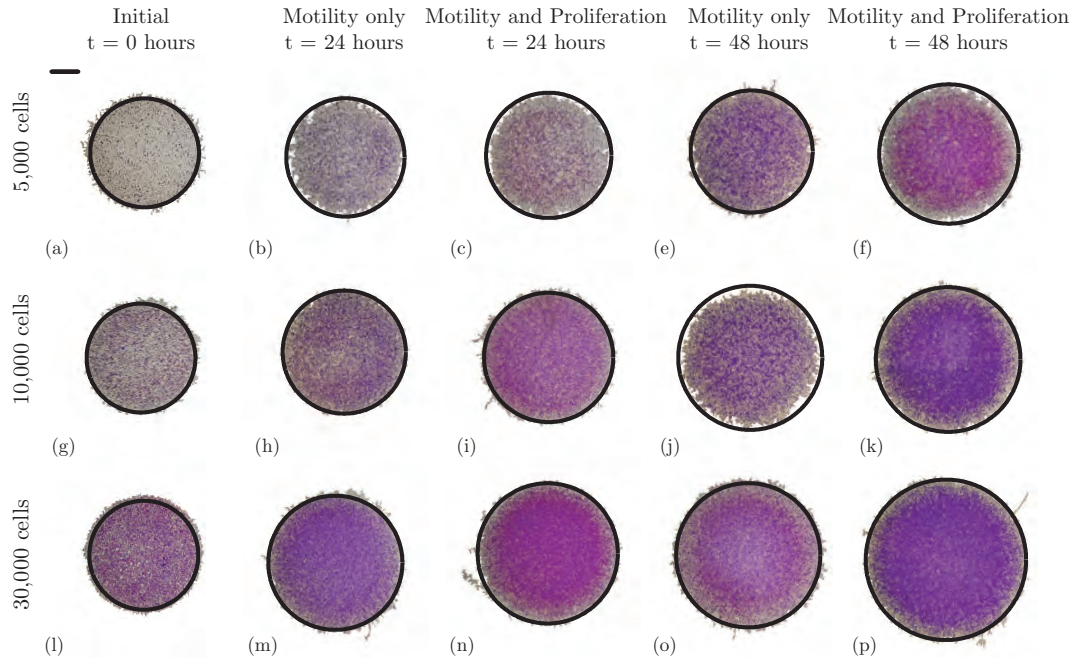 Initial
t = 0 hours
Motility only
t = 24 hours
Motility and Proliferation
t = 24 hours
Motility only
t = 48 hours
Motility and Proliferation
t = 48 hours
5,000 cells
(a)
(b)
(c)
(e)
(f)
10,000 cells
(g)
(h)
(i)
(j)
(k)
30,000 cells
(l)
(m)
(n)
(o)
(p)